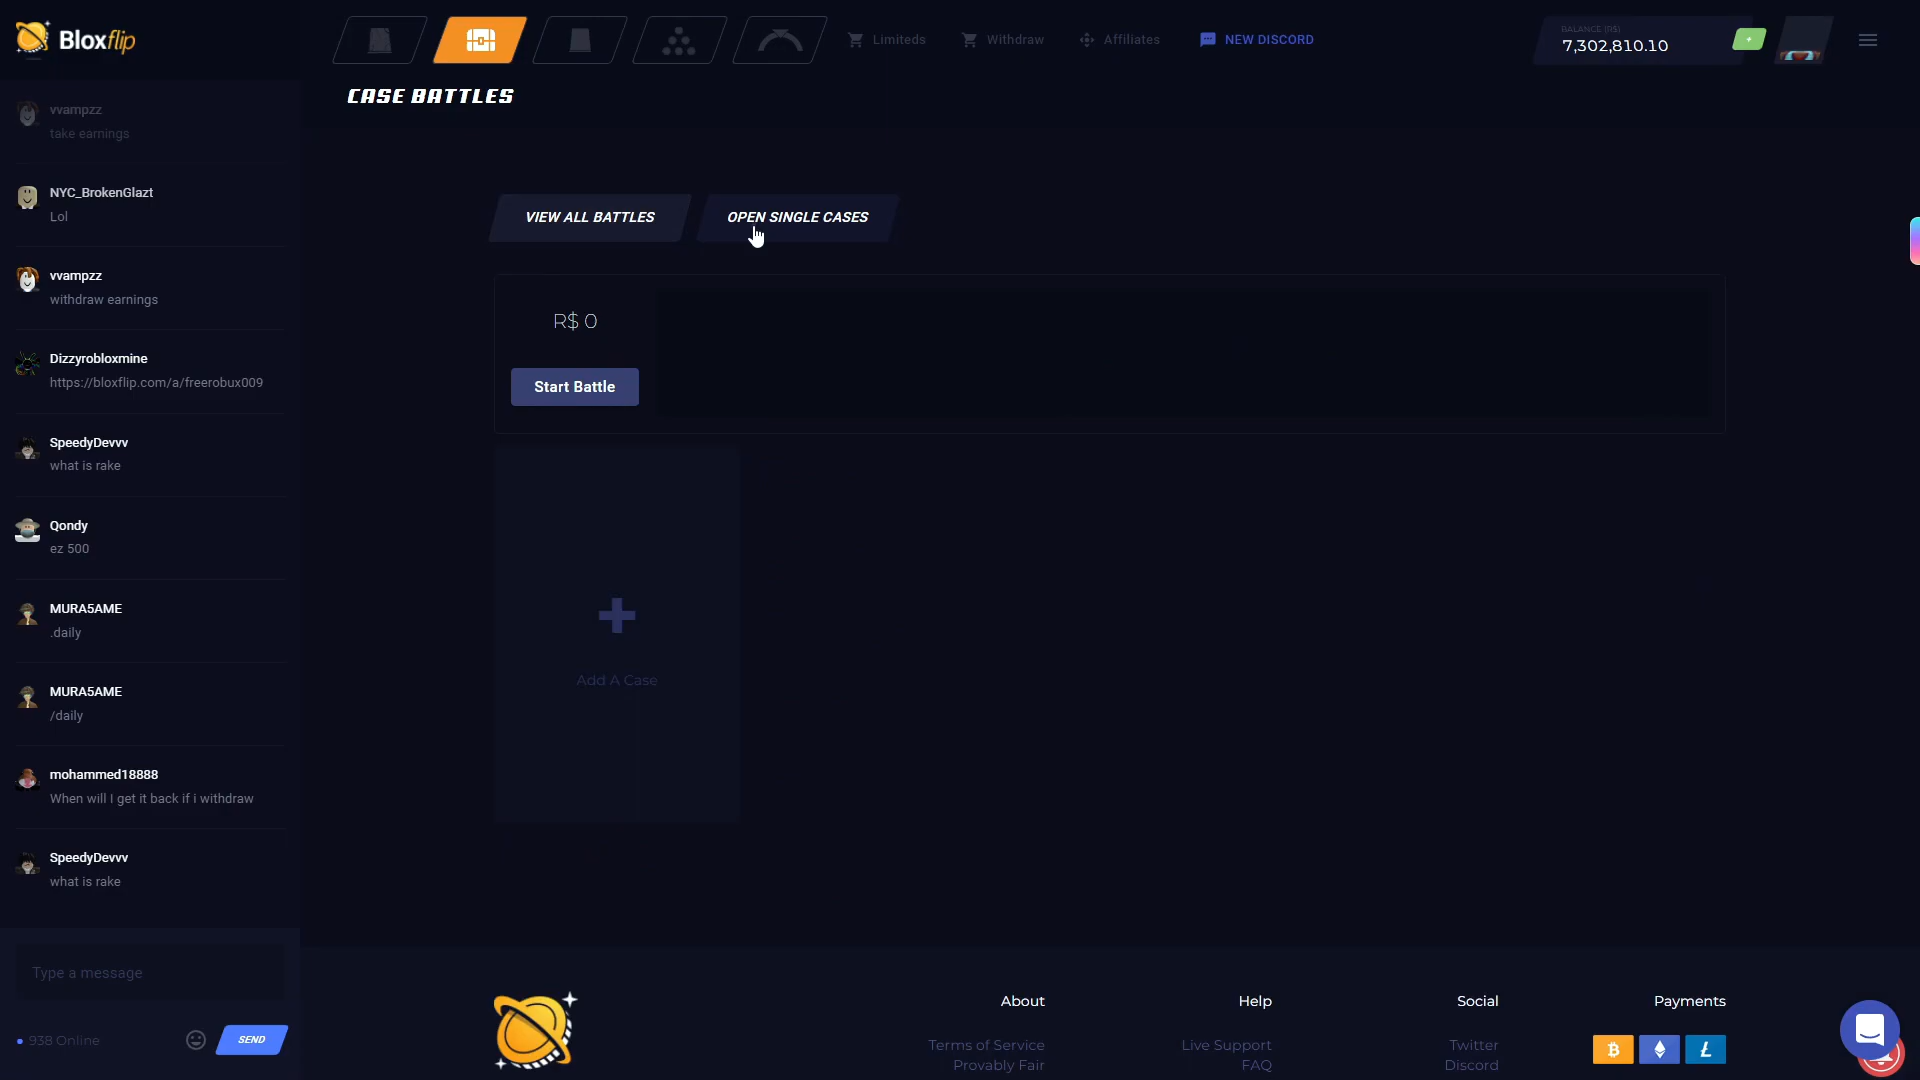 Bloxflip
Limiteds
Withdraw
Affiliates
NEW DISCORD
BALANCE (R$)
7,302,810.10
+
CASE BATTLES
vvampzz
take earnings
NYC_BrokenGlazt
Lol
vvampzz
withdraw earnings
Dizzyrobloxmine
https://bloxflip.com/a/freerobux009
SpeedyDevvv
what is rake
Qondy
ez 500
MURA5AME
.daily
MURA5AME
/daily
mohammed18888
When will I get it back if i withdraw
SpeedyDevvv
what is rake
Type a message
938 Online
SEND
VIEW ALL BATTLES
OPEN SINGLE CASES
R$ 0
Start Battle
Add A Case
About
Terms of Service
Provably Fair
Help
Live Support
FAQ
Social
Twitter
Discord
Payments